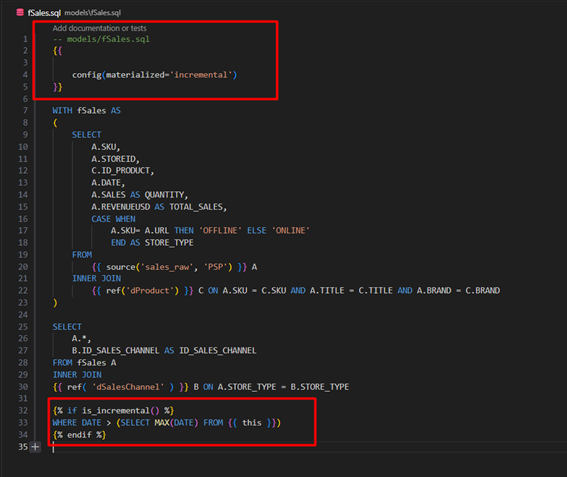 fSales.sql models\fSales.sql
Add documentation or tests
1 -- models/fSales.sql
2 {{
3
4 config(materialized='incremental')
5 }}
6
7 WITH fSales AS
8 (
9 SELECT
10 A.SKU,
11 A.STOREID,
12 C.ID_PRODUCT,
13 A.DATE,
14 A.SALES AS QUANTITY,
15 A.REVENUEUSD AS TOTAL_SALES,
16 CASE WHEN
17 A.SKU= A.URL THEN 'OFFLINE' ELSE 'ONLINE'
18 END AS STORE_TYPE
19 FROM
20 {{ source('sales_raw', 'PSP') }} A
21 INNER JOIN
22 {{ ref('dProduct') }} C ON A.SKU = C.SKU AND A.TITLE = C.TITLE AND A.BRAND = C.BRAND
23 )
24
25 SELECT
26 A.*,
27 B.ID_SALES_CHANNEL AS ID_SALES_CHANNEL
28 FROM fSales A
29 INNER JOIN
30 {{ ref( 'dSalesChannel' ) }} B ON A.STORE_TYPE = B.STORE_TYPE
31
32 {% if is_incremental() %}
33 WHERE DATE > (SELECT MAX(DATE) FROM {{ this }})
34 {% endif %}
35